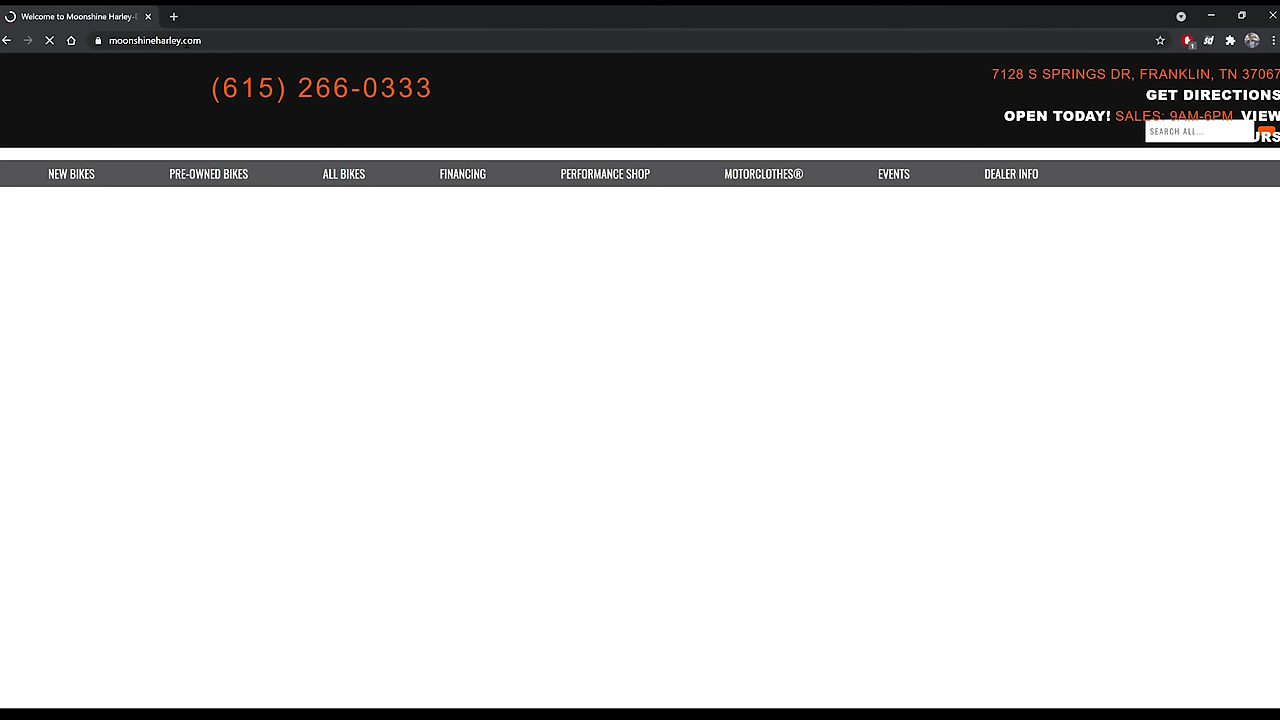 Welcome to Moonshine Harley-
moonshineharley.com
1
(615) 266-0333
7128 S SPRINGS DR, FRANKLIN, TN 37067
GET DIRECTIONS
OPEN TODAY! SALES: 9AM-6PM VIEW
SEARCH ALL...
URS
NEW BIKES PRE-OWNED BIKES ALL BIKES FINANCING PERFORMANCE SHOP MOTORCLOTHES® EVENTS DEALER INFO